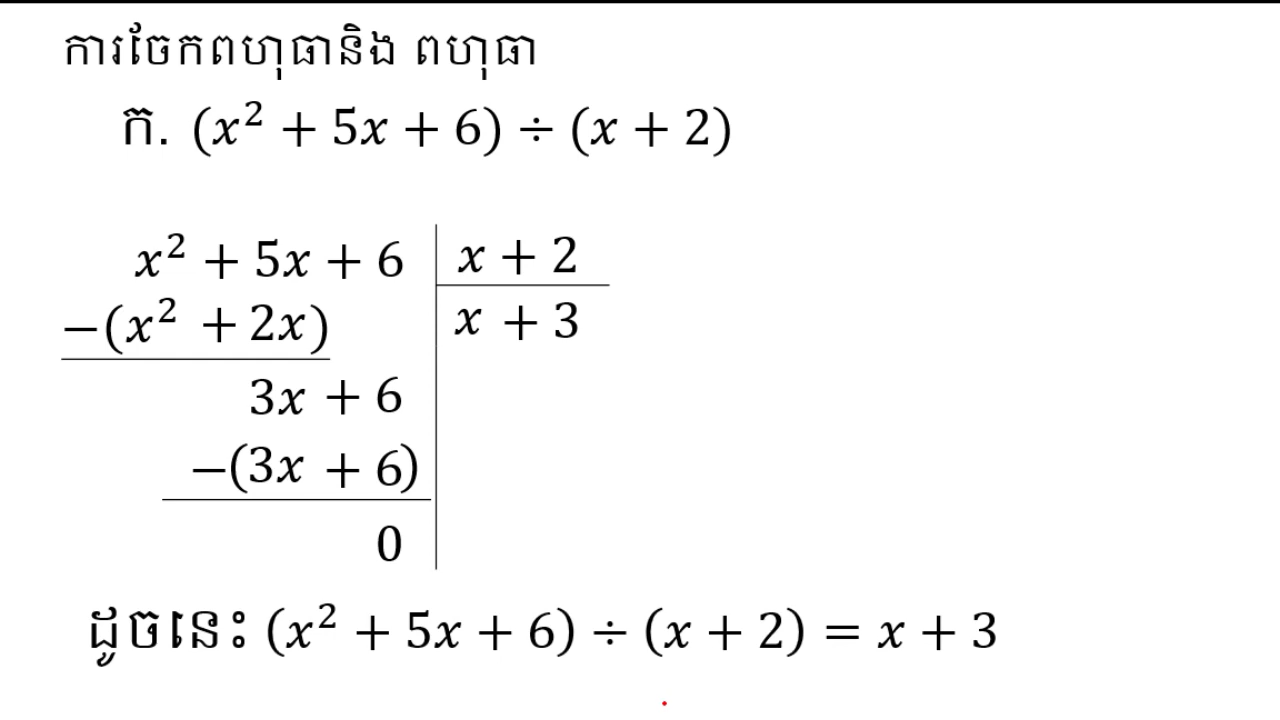 ការចែកពហុធានិង ពហុធា
ក. (x² + 5x + 6) ÷ (x + 2)
x² + 5x + 6 x + 2
−(x² + 2x) x + 3
3x + 6
−(3x + 6)
0
ដូចនេះ (x² + 5x + 6) ÷ (x + 2) = x + 3